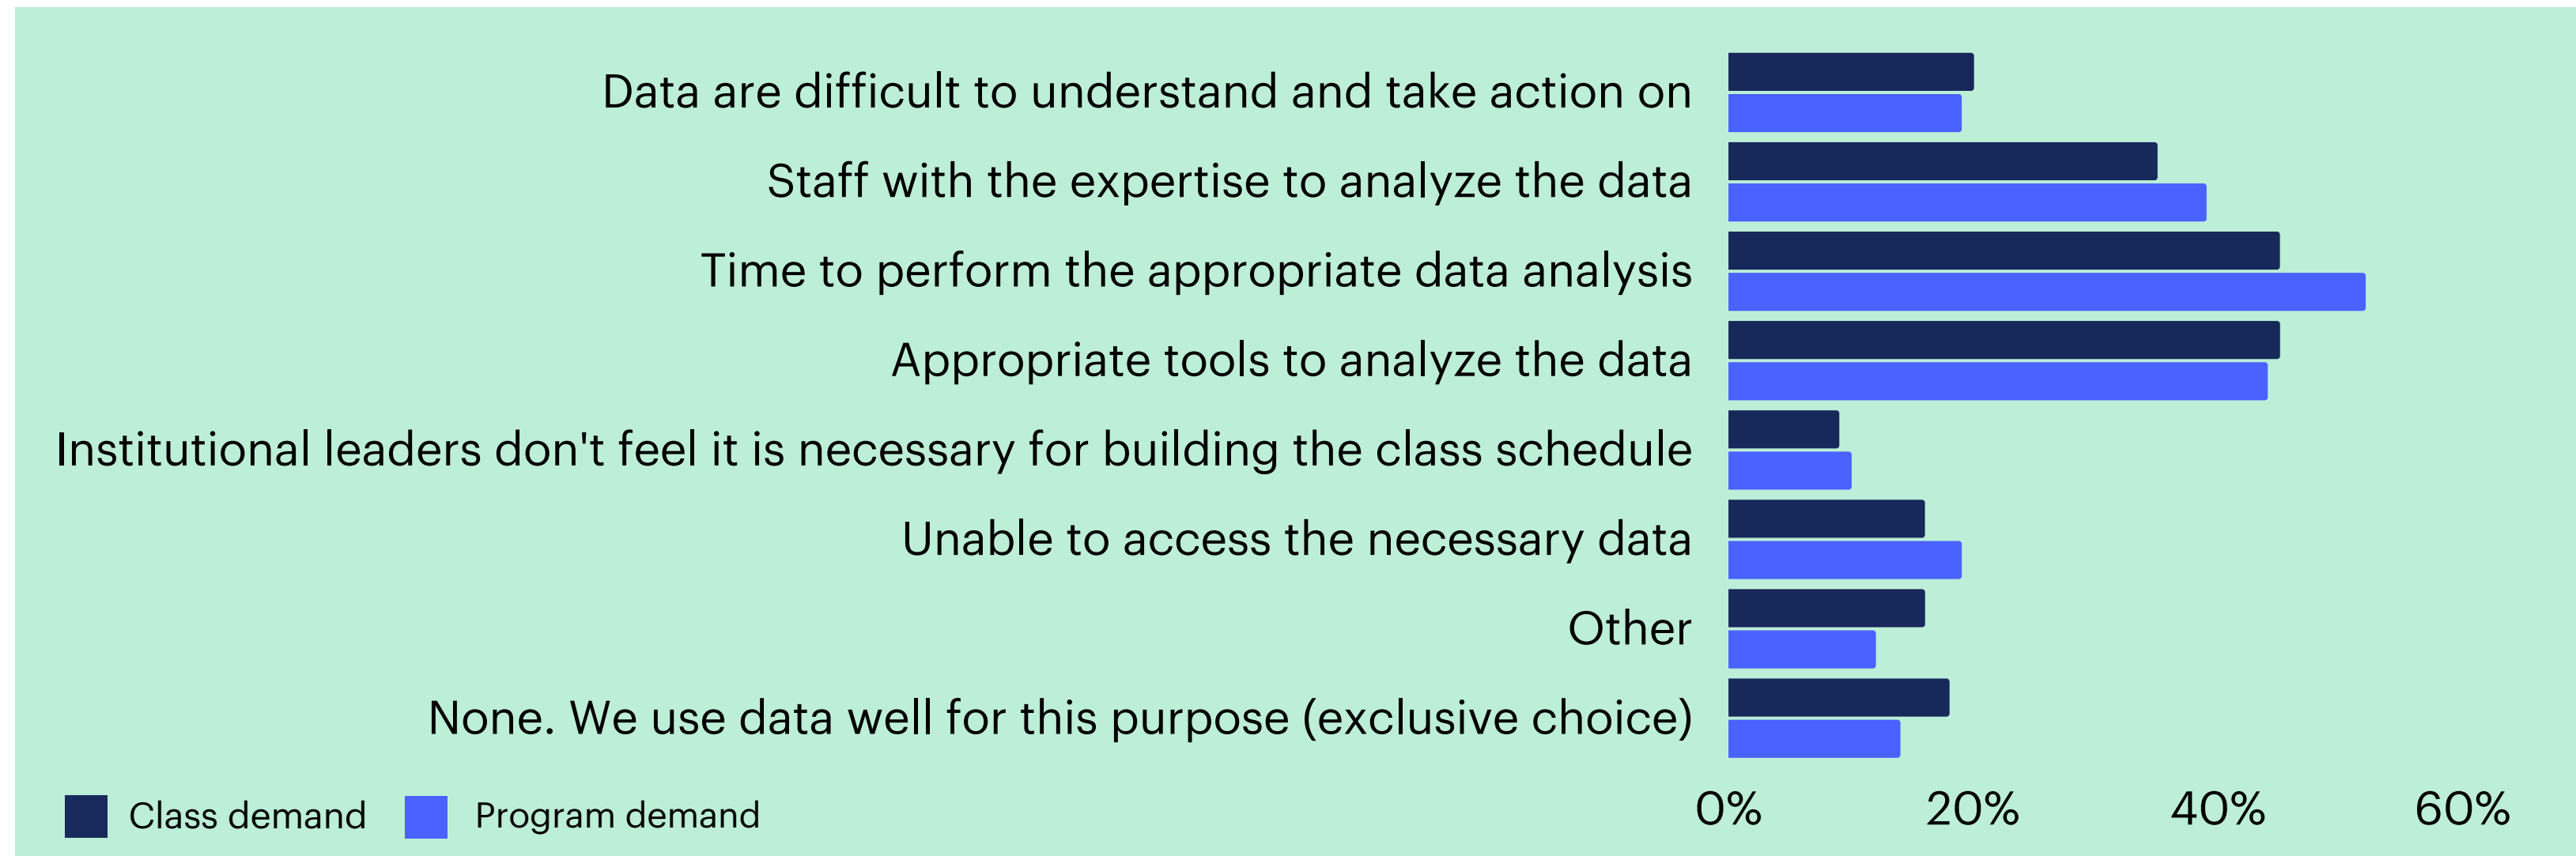 Data are difficult to understand and take action on
Staff with the expertise to analyze the data
Time to perform the appropriate data analysis
Appropriate tools to analyze the data
Institutional leaders don't feel it is necessary for building the class schedule
Unable to access the necessary data
Other
None. We use data well for this purpose (exclusive choice)
0% 20% 40% 60%
Class demand Program demand